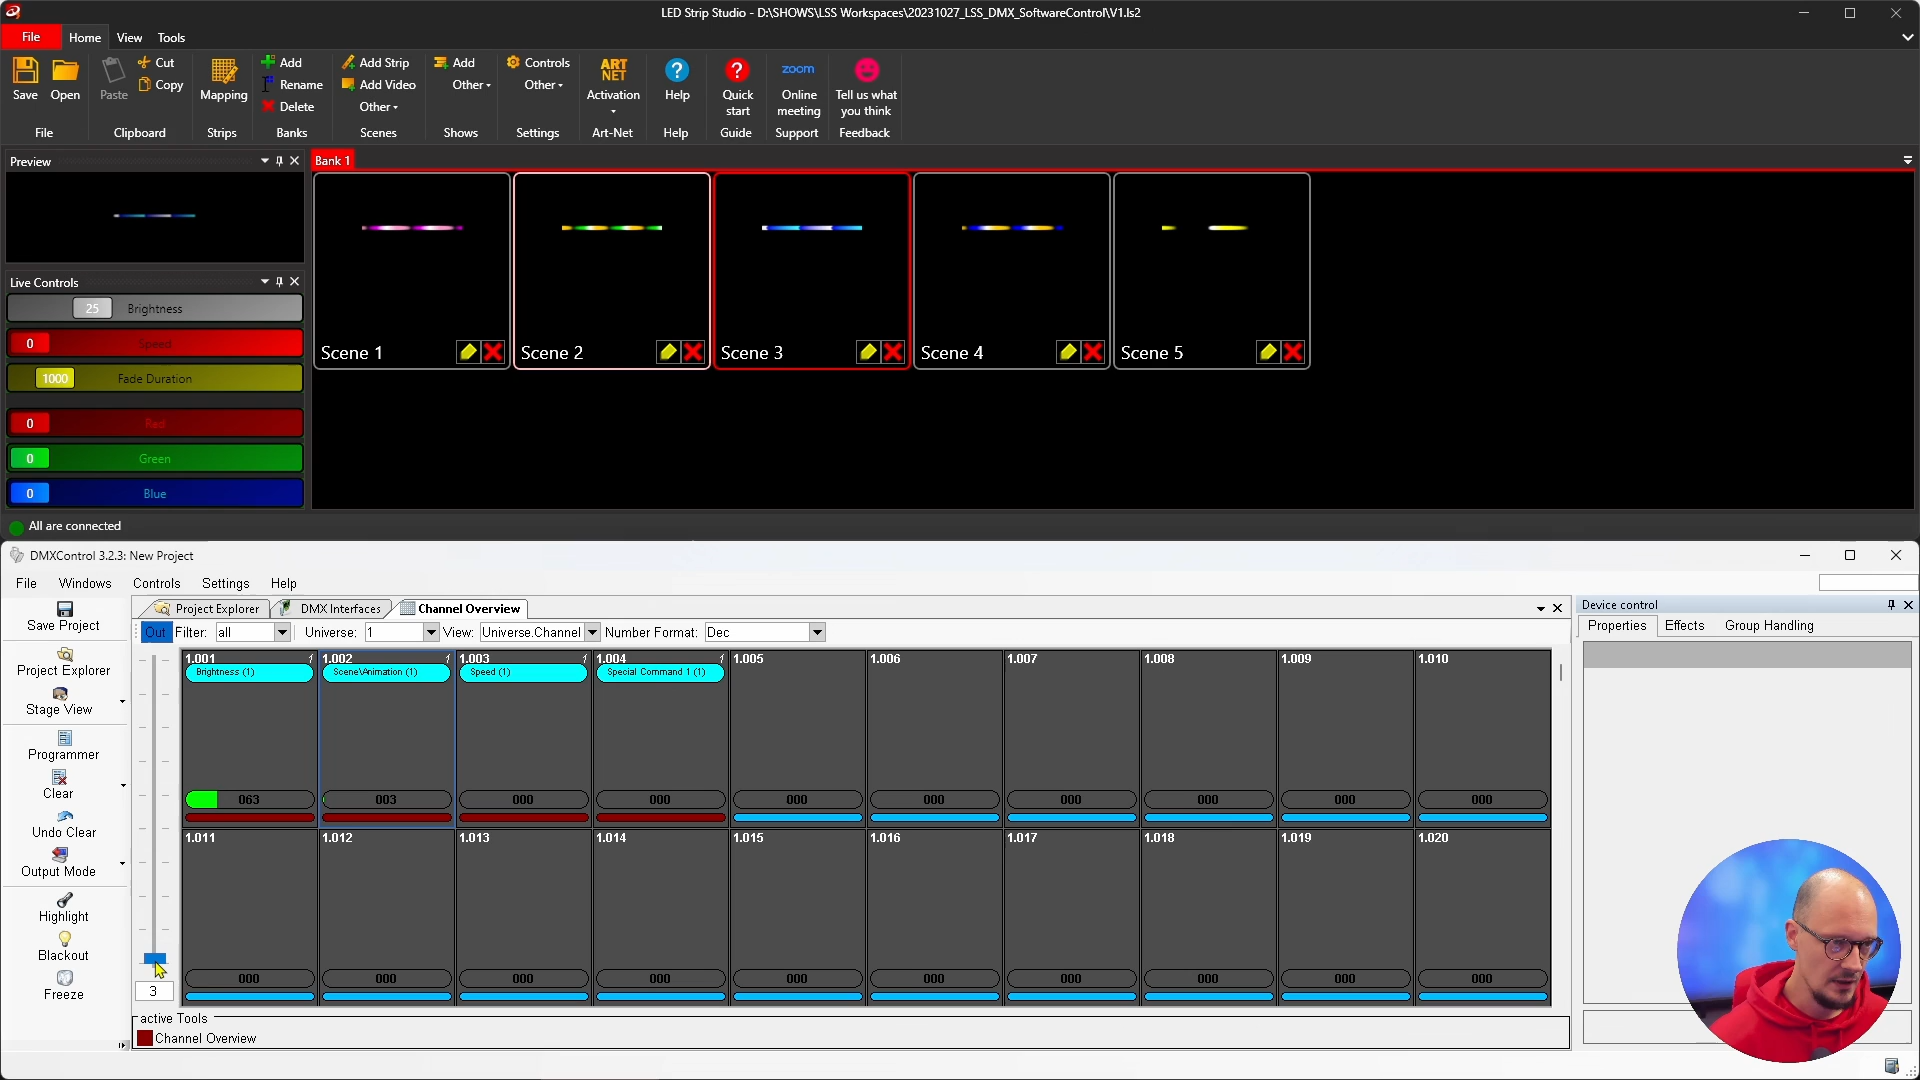 LED Strip Studio - D:\SHOWS\LSS Workspaces\20231027_LSS_DMX_SoftwareControl\V1.ls2
File Home View Tools
Save Open Paste Cut Copy Mapping Add Rename Delete Add Strip Add Video Other Add Other Controls Other ART NET Activation ? Help ? Quick start zoom Online meeting Tell us what you think
File Clipboard Strips Banks Scenes Shows Settings Art-Net Help Guide Support Feedback
Preview
Bank 1
Live Controls
25 Brightness
0 Speed
1000 Fade Duration
0 Red
0 Green
0 Blue
Scene 1 Scene 2 Scene 3 Scene 4 Scene 5
All are connected
DMXControl 3.2.3: New Project
File Windows Controls Settings Help
Save Project
Project Explorer
Stage View
Programmer
Clear
Undo Clear
Output Mode
Highlight
Blackout
Freeze
Project Explorer DMX Interfaces Channel Overview
Out Filter: all Universe: 1 View: Universe.Channel Number Format: Dec
1.001 1 1.002 1 1.003 1 1.004 1 1.005 1.006 1.007 1.008 1.009 1.010
Brightness (1) Scene\Animation (1) Speed (1) Special Command 1 (1)
063 003 000 000 000 000 000 000 000 000
1.011 1.012 1.013 1.014 1.015 1.016 1.017 1.018 1.019 1.020
000 000 000 000 000 000 000 000 000 000
3
active Tools
Channel Overview
Device control
Properties Effects Group Handling